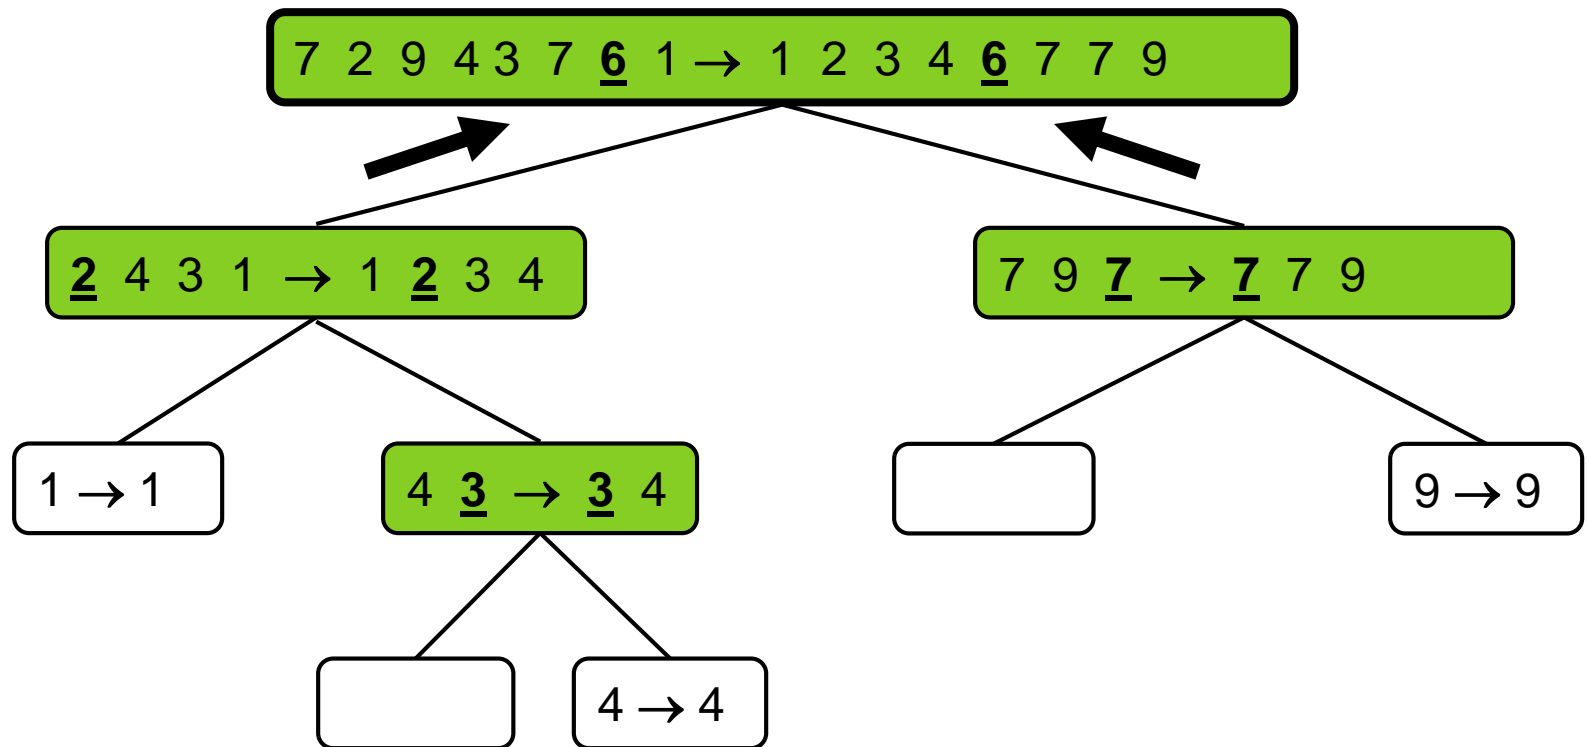 7 2 9 4 3 7 6 1 → 1 2 3 4 6 7 7 9
2 4 3 1 → 1 2 3 4
7 9 7 → 7 7 9
1 → 1
4 3 → 3 4
9 → 9
4 → 4